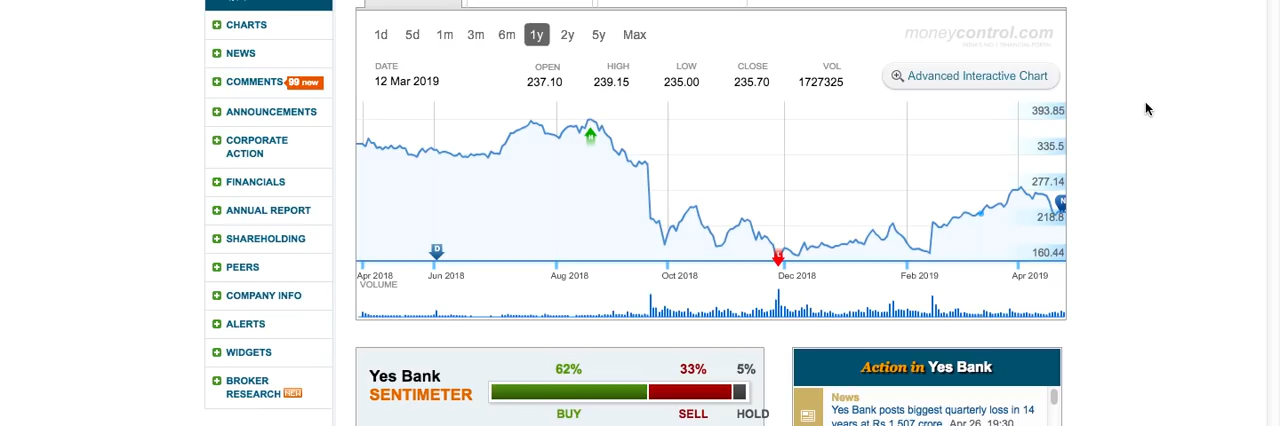 CHARTS
NEWS
COMMENTS 99 new
ANNOUNCEMENTS
CORPORATE
ACTION
FINANCIALS
ANNUAL REPORT
SHAREHOLDING
PEERS
COMPANY INFO
ALERTS
WIDGETS
BROKER
RESEARCH NEW
1d 5d 1m 3m 6m 1y 2y 5y Max
moneycontrol.com
INDIA'S NO.1 FINANCIAL PORTAL
DATE OPEN HIGH LOW CLOSE VOL
12 Mar 2019 237.10 239.15 235.00 235.70 1727325
Advanced Interactive Chart
393.85
335.5
277.14
218.8
160.44
H
D
L
N
Apr 2018 Jun 2018 Aug 2018 Oct 2018 Dec 2018 Feb 2019 Apr 2019
VOLUME
Yes Bank
SENTIMETER
62% 33% 5%
BUY SELL HOLD
Action in Yes Bank
News
Yes Bank posts biggest quarterly loss in 14
years at Rs 1,507 crore Apr 26, 19:30